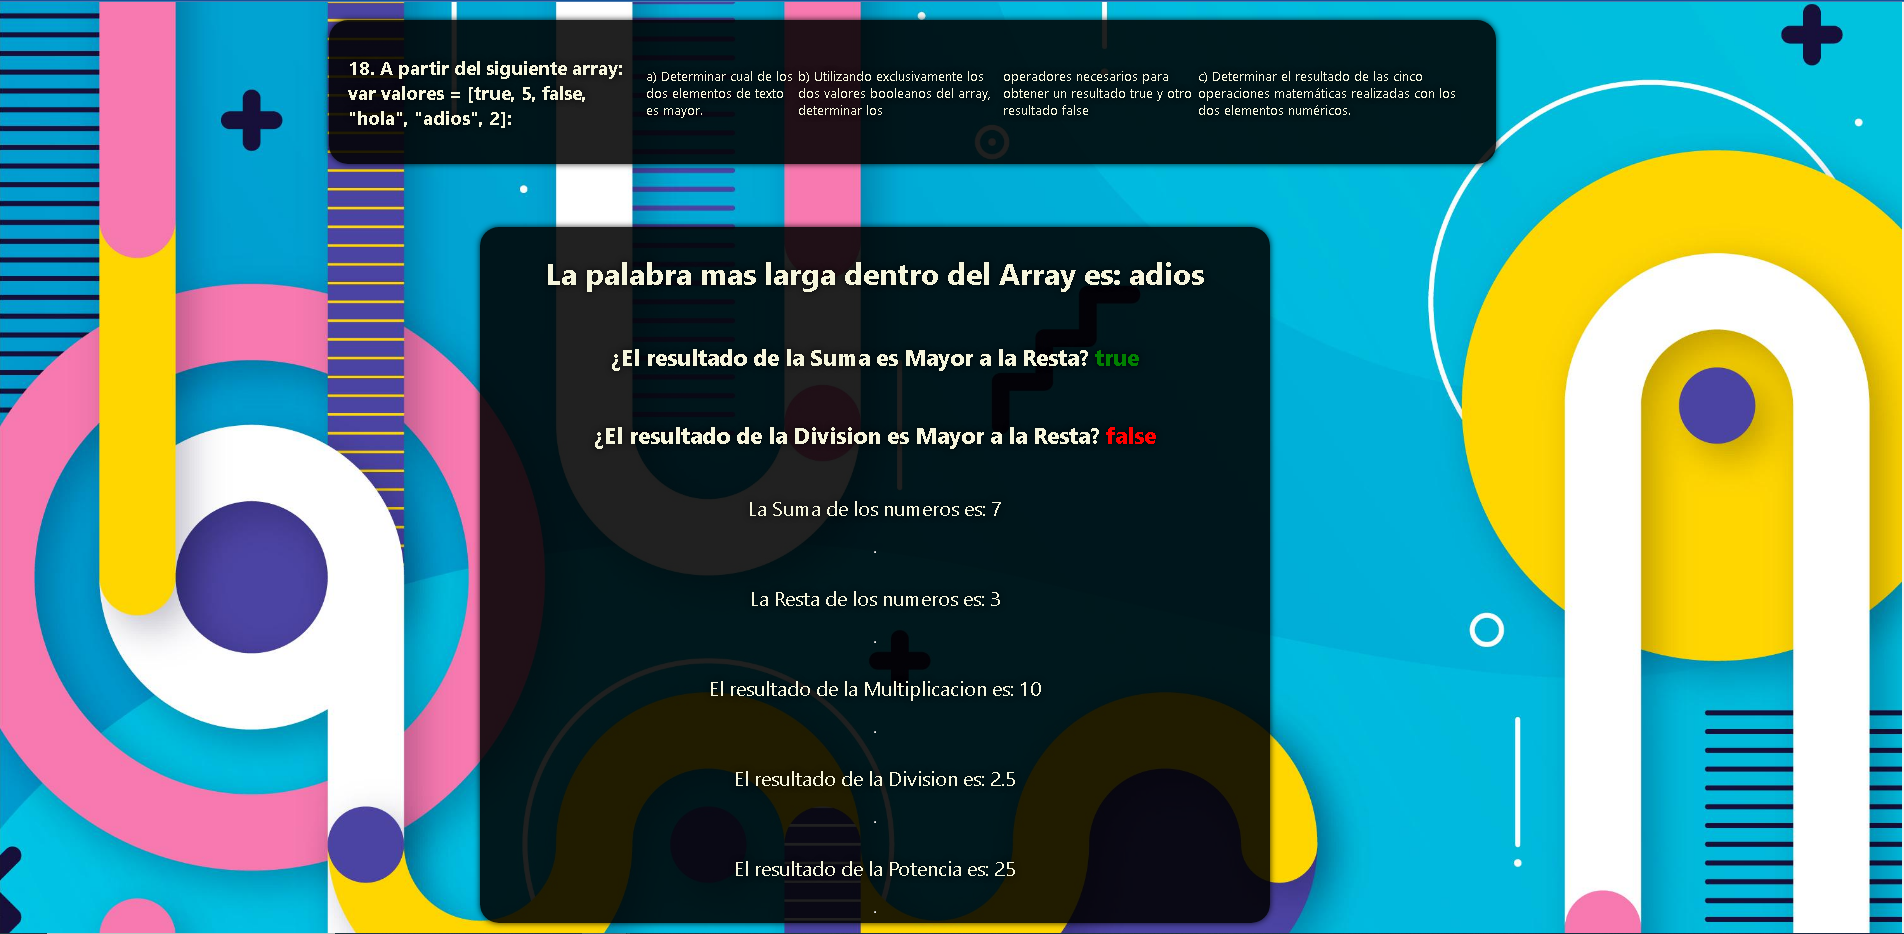 18. A partir del siguiente array:
var valores = [true, 5, false,
"hola", "adios", 2]:
a) Determinar cual de los
dos elementos de texto
es mayor.
b) Utilizando exclusivamente los
dos valores booleanos del array,
determinar los
operadores necesarios para
obtener un resultado true y otro
resultado false
c) Determinar el resultado de las cinco
operaciones matemáticas realizadas con los
dos elementos numéricos.
La palabra mas larga dentro del Array es: adios
¿El resultado de la Suma es Mayor a la Resta? true
¿El resultado de la Division es Mayor a la Resta? false
La Suma de los numeros es: 7
.
La Resta de los numeros es: 3
.
El resultado de la Multiplicacion es: 10
.
El resultado de la Division es: 2.5
.
El resultado de la Potencia es: 25
.